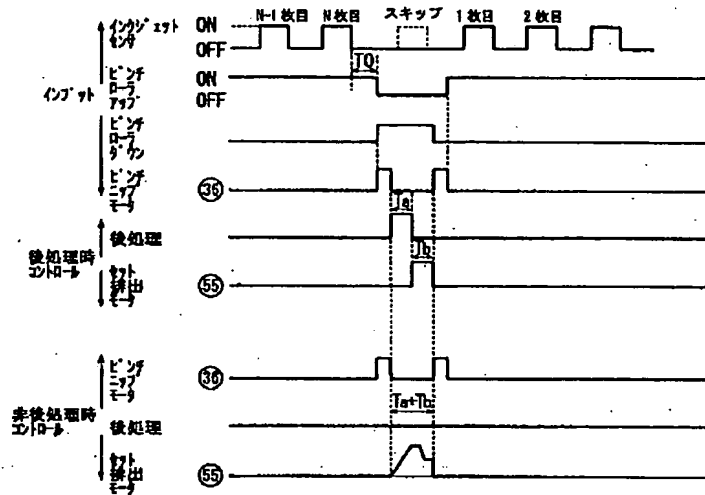 N-1枚目 N枚目 スキップ 1枚目 2枚目
インクジェット
センサ
ON
OFF
TO
ピンチ
ローラ
アップ
ON
OFF
インプット
ピンチ
ローラ
ダウン
ピンチ
ニップ
モータ
36
Ta
後処理
Tb
後処理時
コントロール
セット
排出
モータ
55
ピンチ
ニップ
モータ
36
Ta+Tb
非後処理時
コントロール
後処理
セット
排出
モータ
55